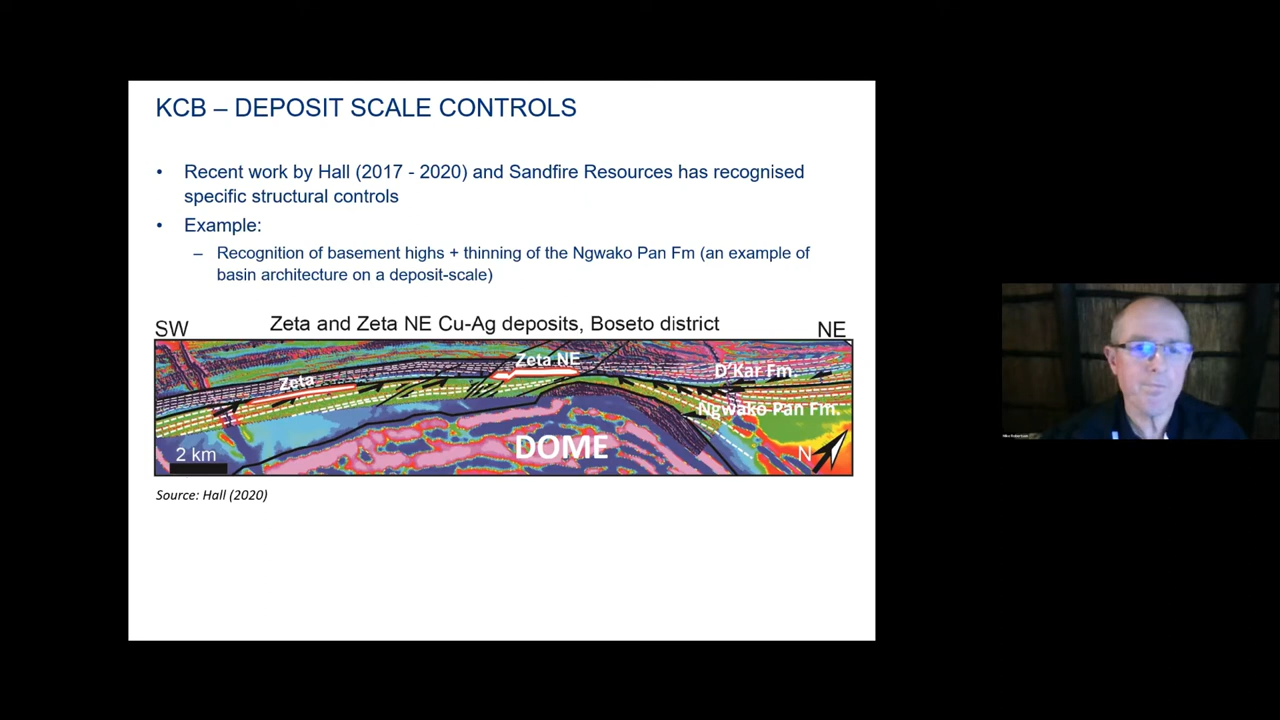 KCB – DEPOSIT SCALE CONTROLS
• Recent work by Hall (2017 - 2020) and Sandfire Resources has recognised
specific structural controls
• Example:
– Recognition of basement highs + thinning of the Ngwako Pan Fm (an example of
basin architecture on a deposit-scale)
SW
Zeta and Zeta NE Cu-Ag deposits, Boseto district
NE
Zeta NE
D'Kar Fm.
Zeta
Ngwako Pan Fm.
DOME
2 km
N
Source: Hall (2020)